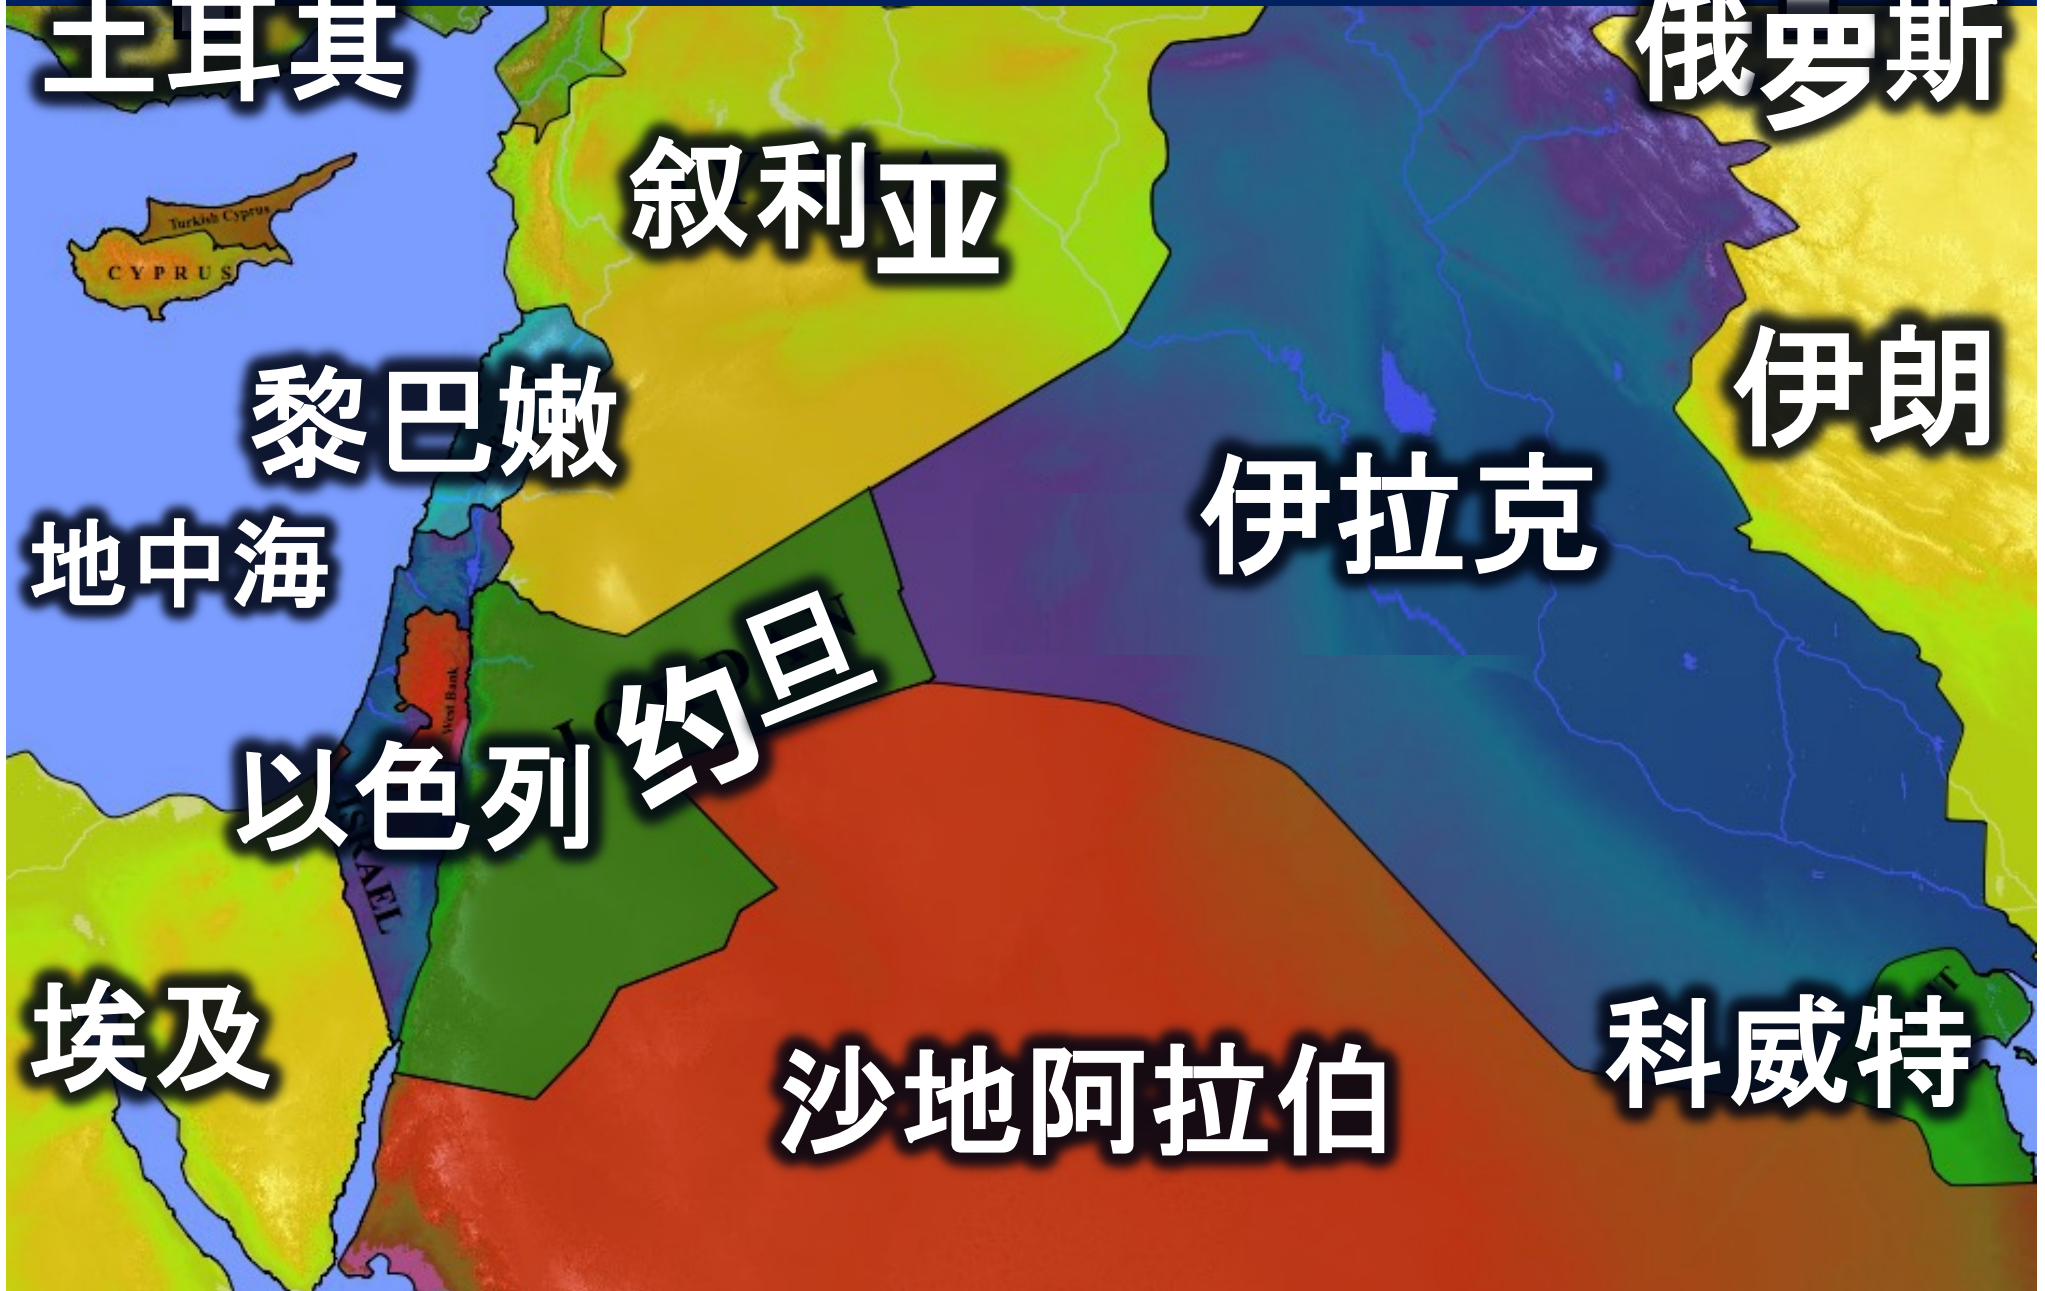 土耳其
俄罗斯
叙利亚
Turkish Cyprus
CYPRUS
伊朗
黎巴嫩
伊拉克
地中海
约旦
West Bank
以色列
ISRAEL
埃及
科威特
沙地阿拉伯